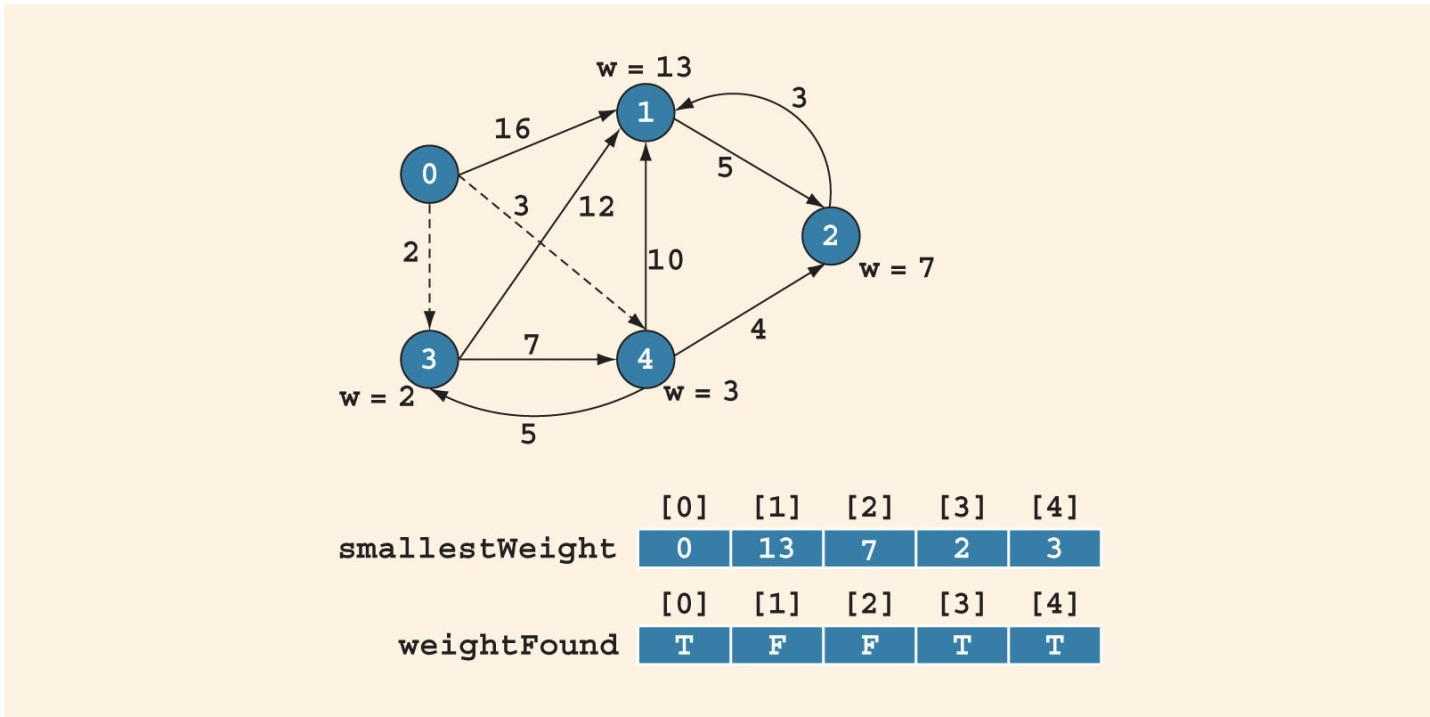 w = 13
1
3
16
0
5
3
12
2
2
10
w = 7
4
7
3
4
w = 2
w = 3
5
[0] [1] [2] [3] [4]
smallestWeight 0 13 7 2 3
[0] [1] [2] [3] [4]
weightFound T F F T T